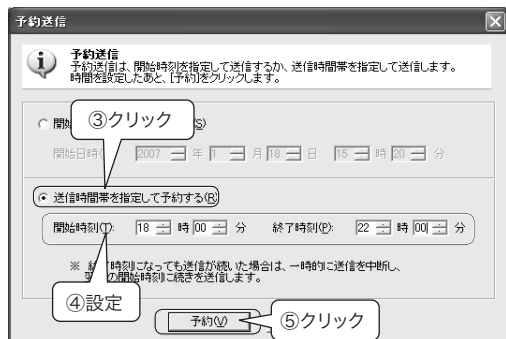 予約送信
予約送信
予約送信は、開始時刻を指定して送信するか、送信時間帯を指定して送信します。
時間を設定したあと、[予約]をクリックします。
③クリック
開始日時 2007 年 1 月 18 日 15 時 20 分
送信時間帯を指定して予約する(R)
開始時刻(T): 18 時 00 分 終了時刻(P): 22 時 00 分
※ 終了時刻になっても送信が続いた場合は、一時的に送信を中断し、
の開始時刻に続きを送信します。
④設定
予約(V)
⑤クリック